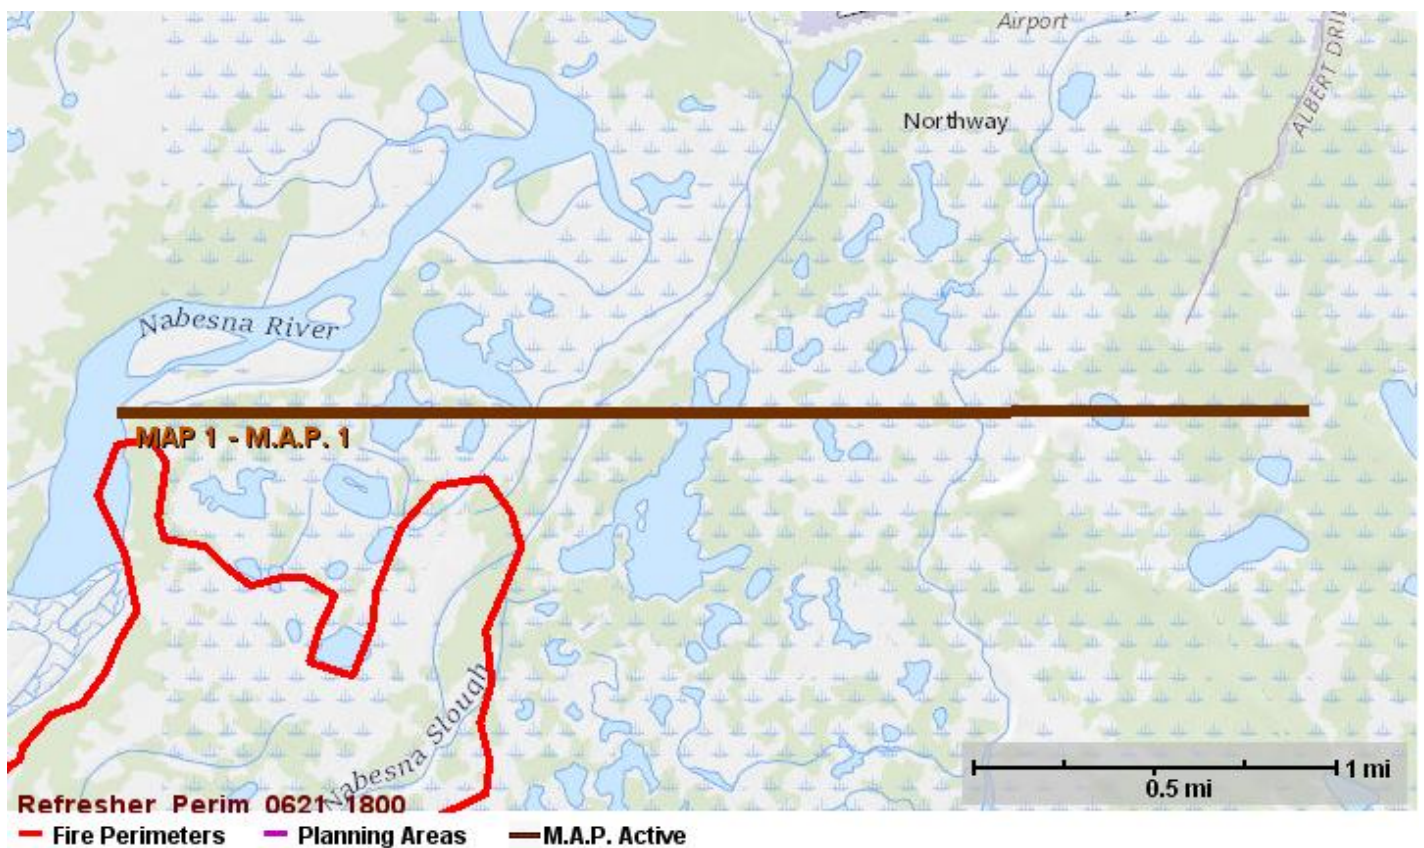 Airport
ALBERT DRI
Northway
Nabesna River
MAP 1 - M.A.P. 1
Nabesna Slough
1 mi
0.5 mi
Refresher Perim 0621 1800
Fire Perimeters Planning Areas M.A.P. Active